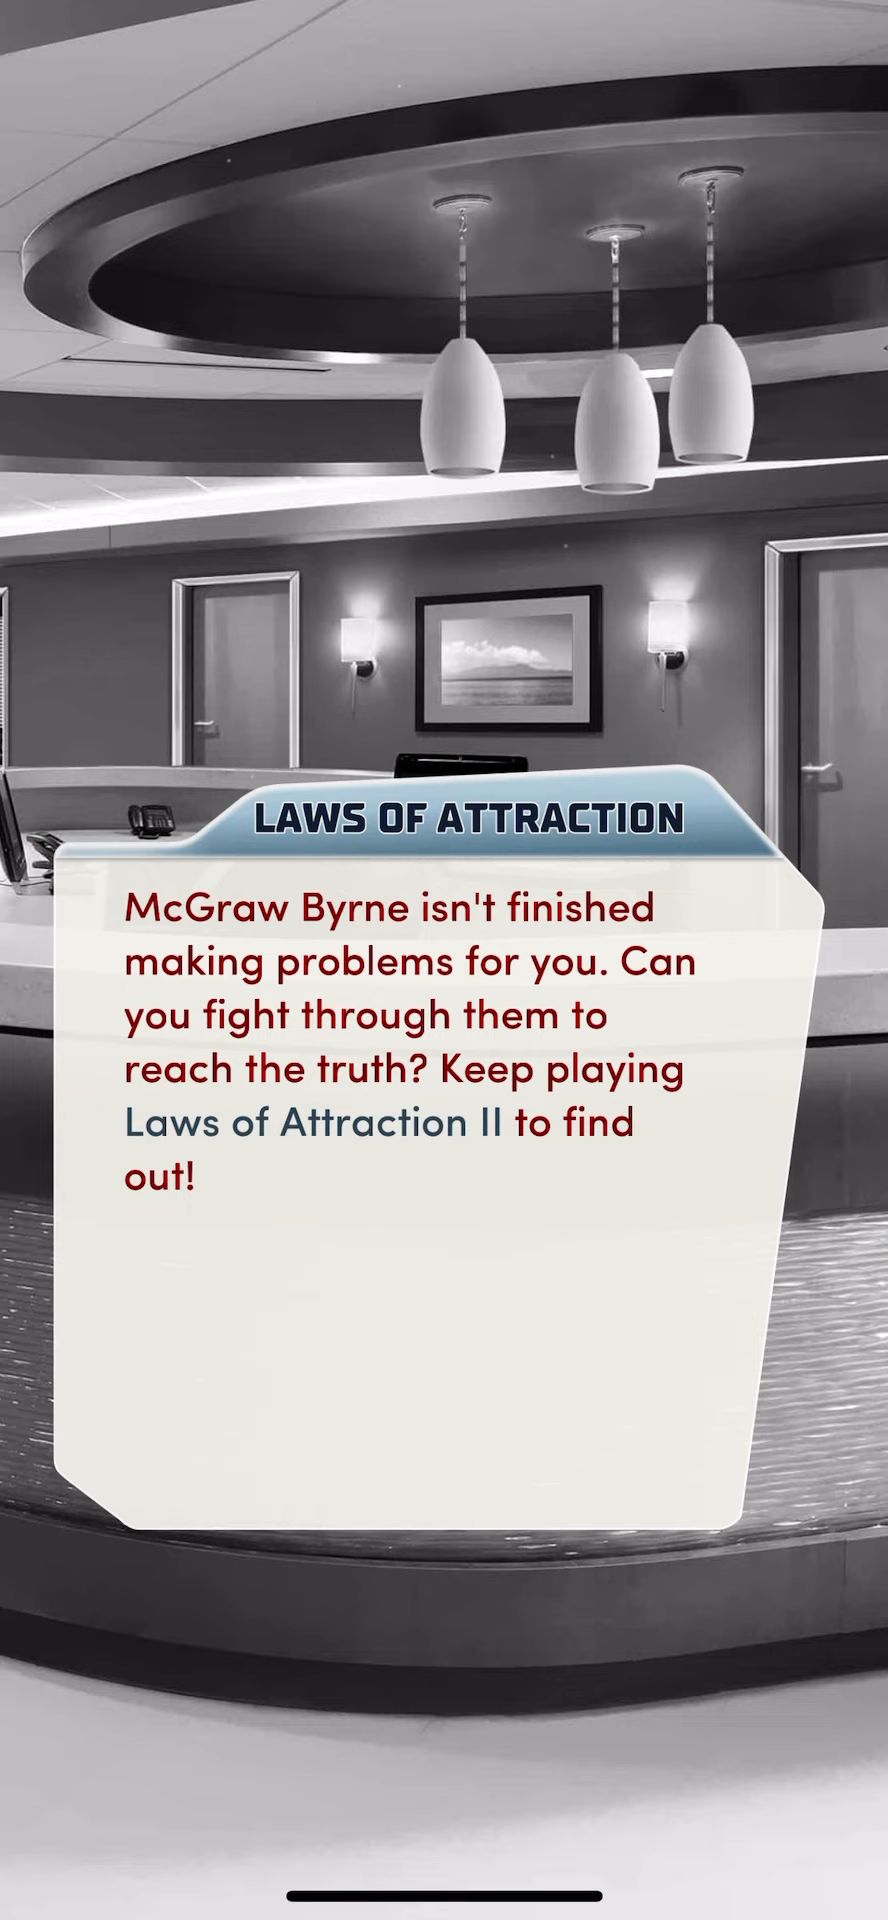 LAWS OF ATTRACTION
McGraw Byrne isn't finished
making problems for you. Can
you fight through them to
reach the truth? Keep playing
Laws of Attraction II to find
out!